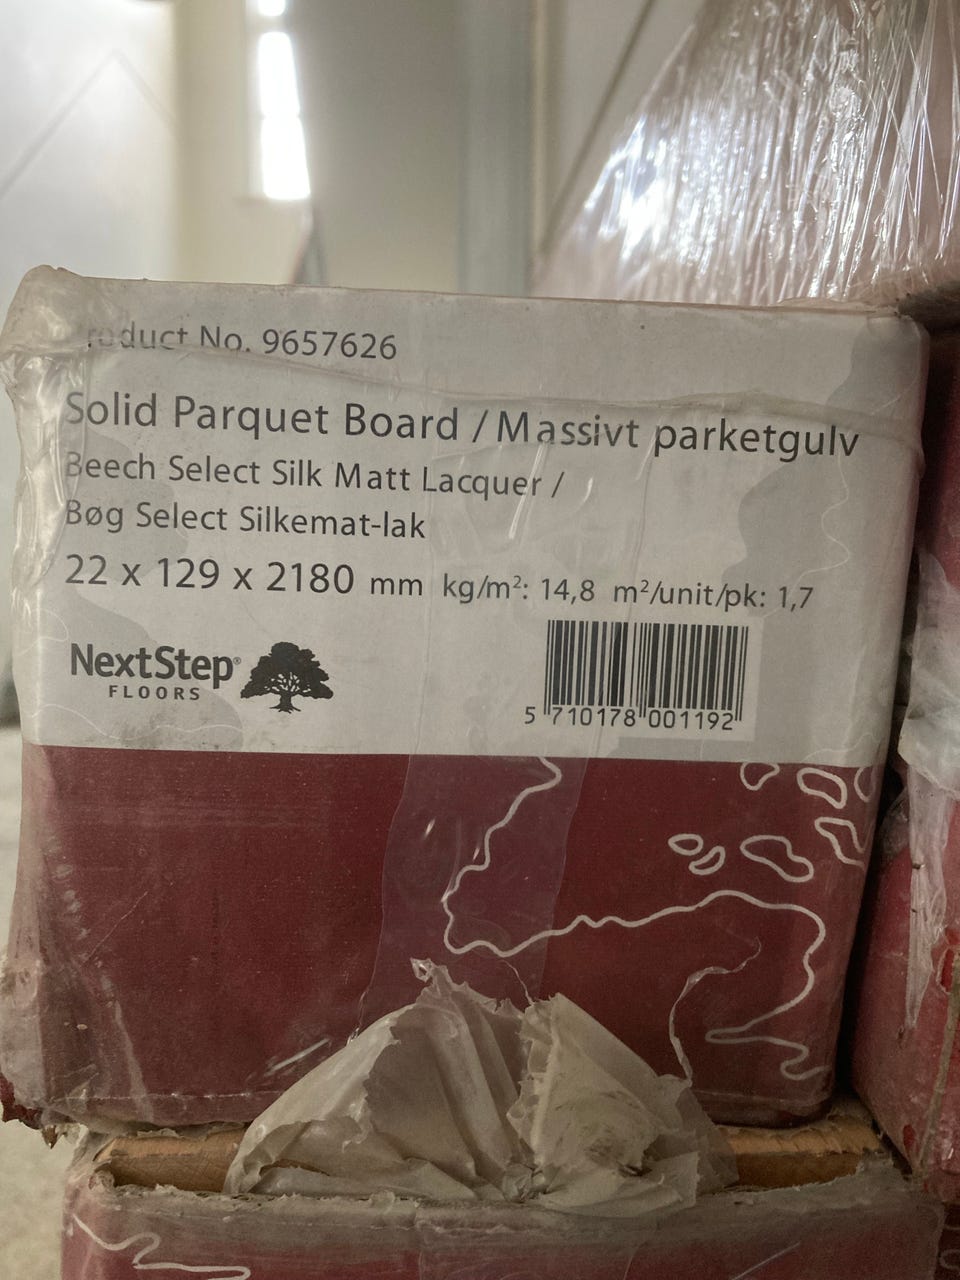 Product No. 9657626
Solid Parquet Board / Massivt parketgulv
Beech Select Silk Matt Lacquer /
Bøg Select Silkemat-lak
22 x 129 x 2180 mm kg/m²: 14,8 m²/unit/pk: 1,7
NextStep®
FLOORS
5 710178 001192